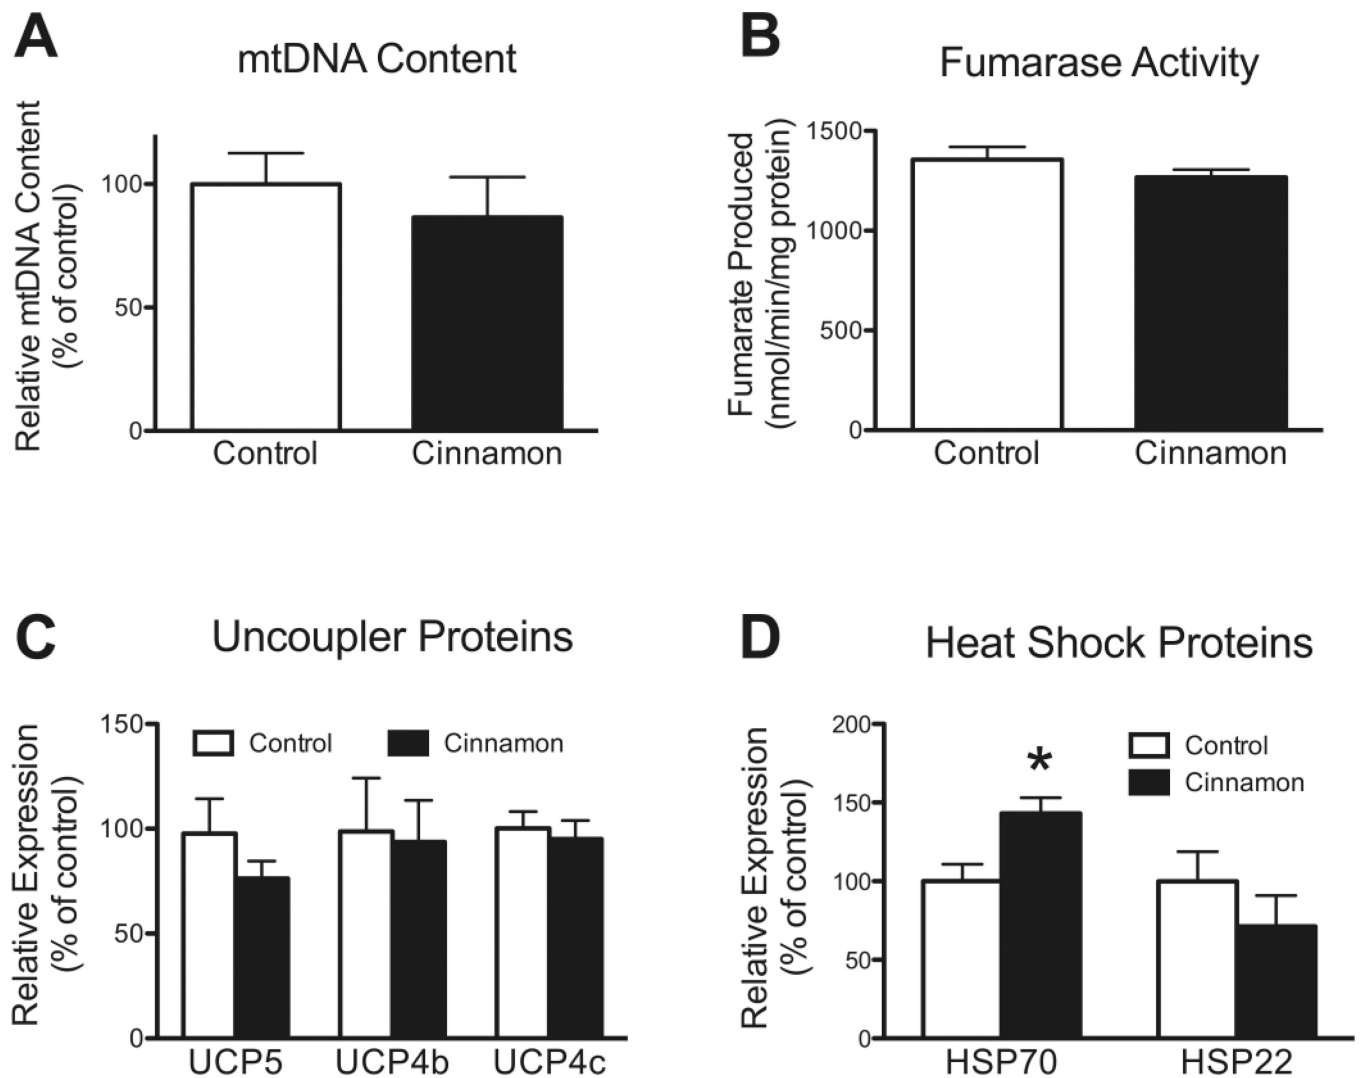 A
mtDNA Content
Relative mtDNA Content
(% of control)
100
50
0
Control
Cinnamon
B
Fumarase Activity
Fumarate Produced
(nmol/min/mg protein)
1500
1000
500
0
Control
Cinnamon
C
Uncoupler Proteins
Relative Expression
(% of control)
150
100
50
0
Control
Cinnamon
UCP5
UCP4b
UCP4c
D
Heat Shock Proteins
Relative Expression
(% of control)
200
150
100
50
0
*
Control
Cinnamon
HSP70
HSP22